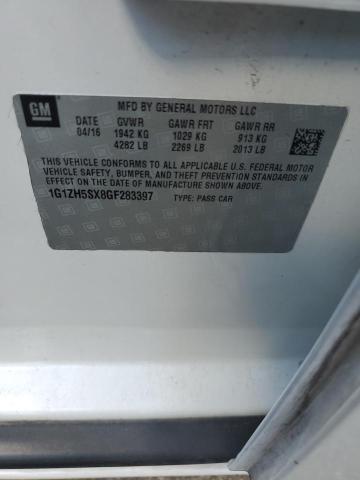 GM
MFD BY GENERAL MOTORS LLC
DATE GVWR GAWR FRT GAWR RR
04/16 1942 KG 1029 KG 913 KG
4282 LB 2269 LB 2013 LB
THIS VEHICLE CONFORMS TO ALL APPLICABLE U.S. FEDERAL MOTOR
VEHICLE SAFETY, BUMPER, AND THEFT PREVENTION STANDARDS IN
EFFECT ON THE DATE OF MANUFACTURE SHOWN ABOVE.
1G1ZH5SX8GF283397 TYPE: PASS CAR